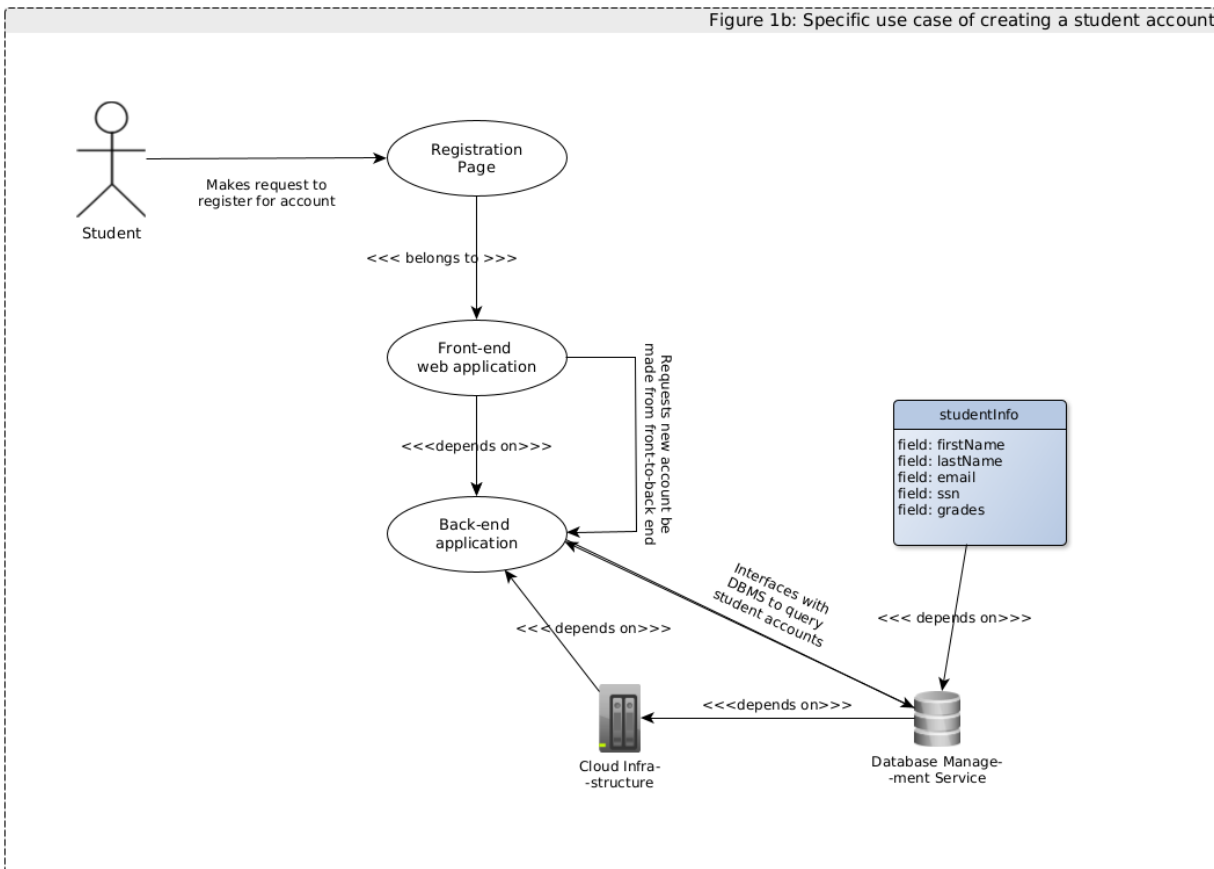 Figure 1b: Specific use case of creating a student account
Registration
Page
Makes request to
register for account
Student
<<< belongs to >>>
Front-end
web application
Requests new account be
made from front-to-back end
<<<depends on>>>
studentInfo
field: firstName
field: lastName
field: email
field: ssn
field: grades
Back-end
application
Interfaces with
DBMS to query
student accounts
<<< depends on>>>
<<< depends on>>>
<<<depends on>>>
Cloud Infra-
-structure
Database Manage-
-ment Service